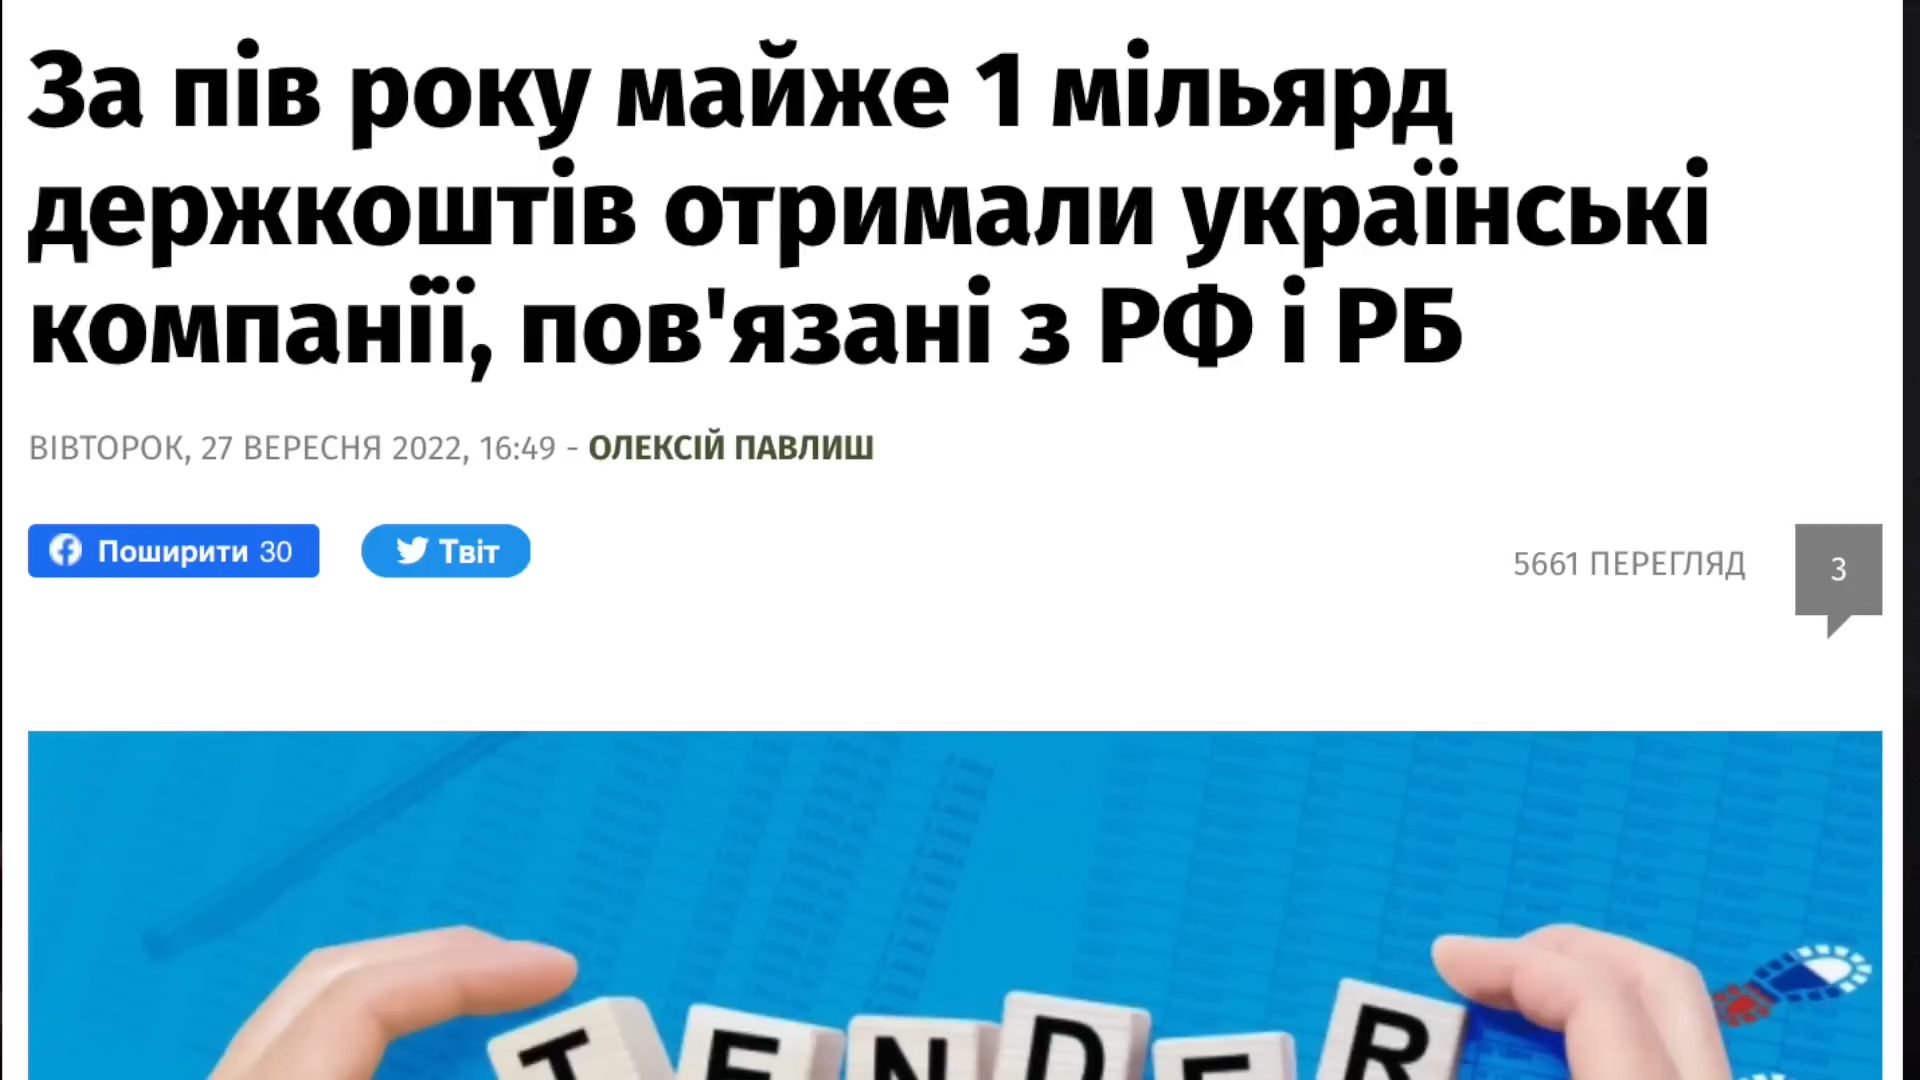 За пів року майже 1 мільярд
держкоштів отримали українські
компанії, пов'язані з РФ і РБ
ВІВТОРОК, 27 ВЕРЕСНЯ 2022, 16:49 - ОЛЕКСІЙ ПАВЛИШ
Поширити 30
Твіт
5661 ПЕРЕГЛЯД
3
TENDER